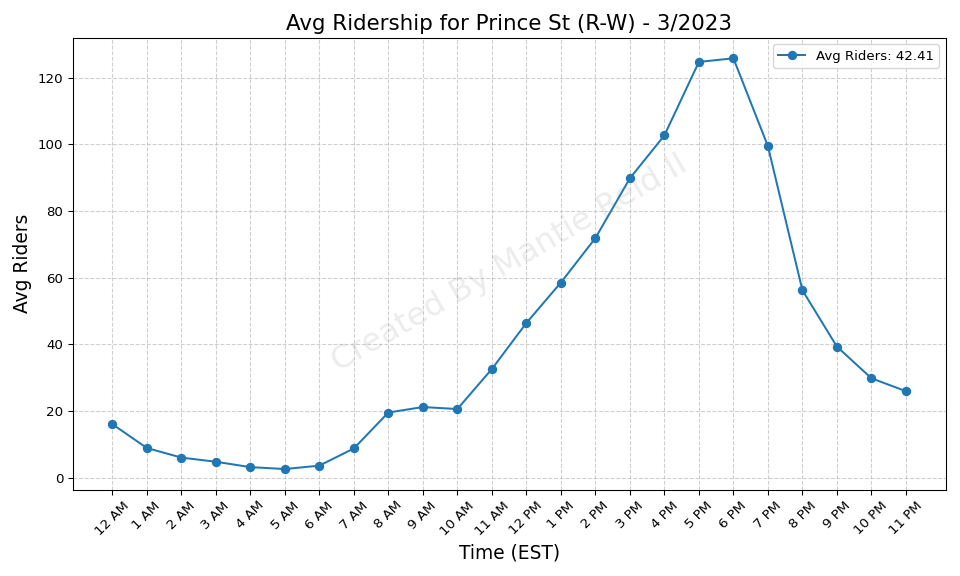 Avg Ridership for Prince St (R-W) - 3/2023
Avg Riders: 42.41
120
100
80
60
40
20
0
Avg Riders
Created By Mantle Reid II
12 AM
1 AM
2 AM
3 AM
4 AM
5 AM
6 AM
7 AM
8 AM
9 AM
10 AM
11 AM
12 PM
1 PM
2 PM
3 PM
4 PM
5 PM
6 PM
7 PM
8 PM
9 PM
10 PM
11 PM
Time (EST)